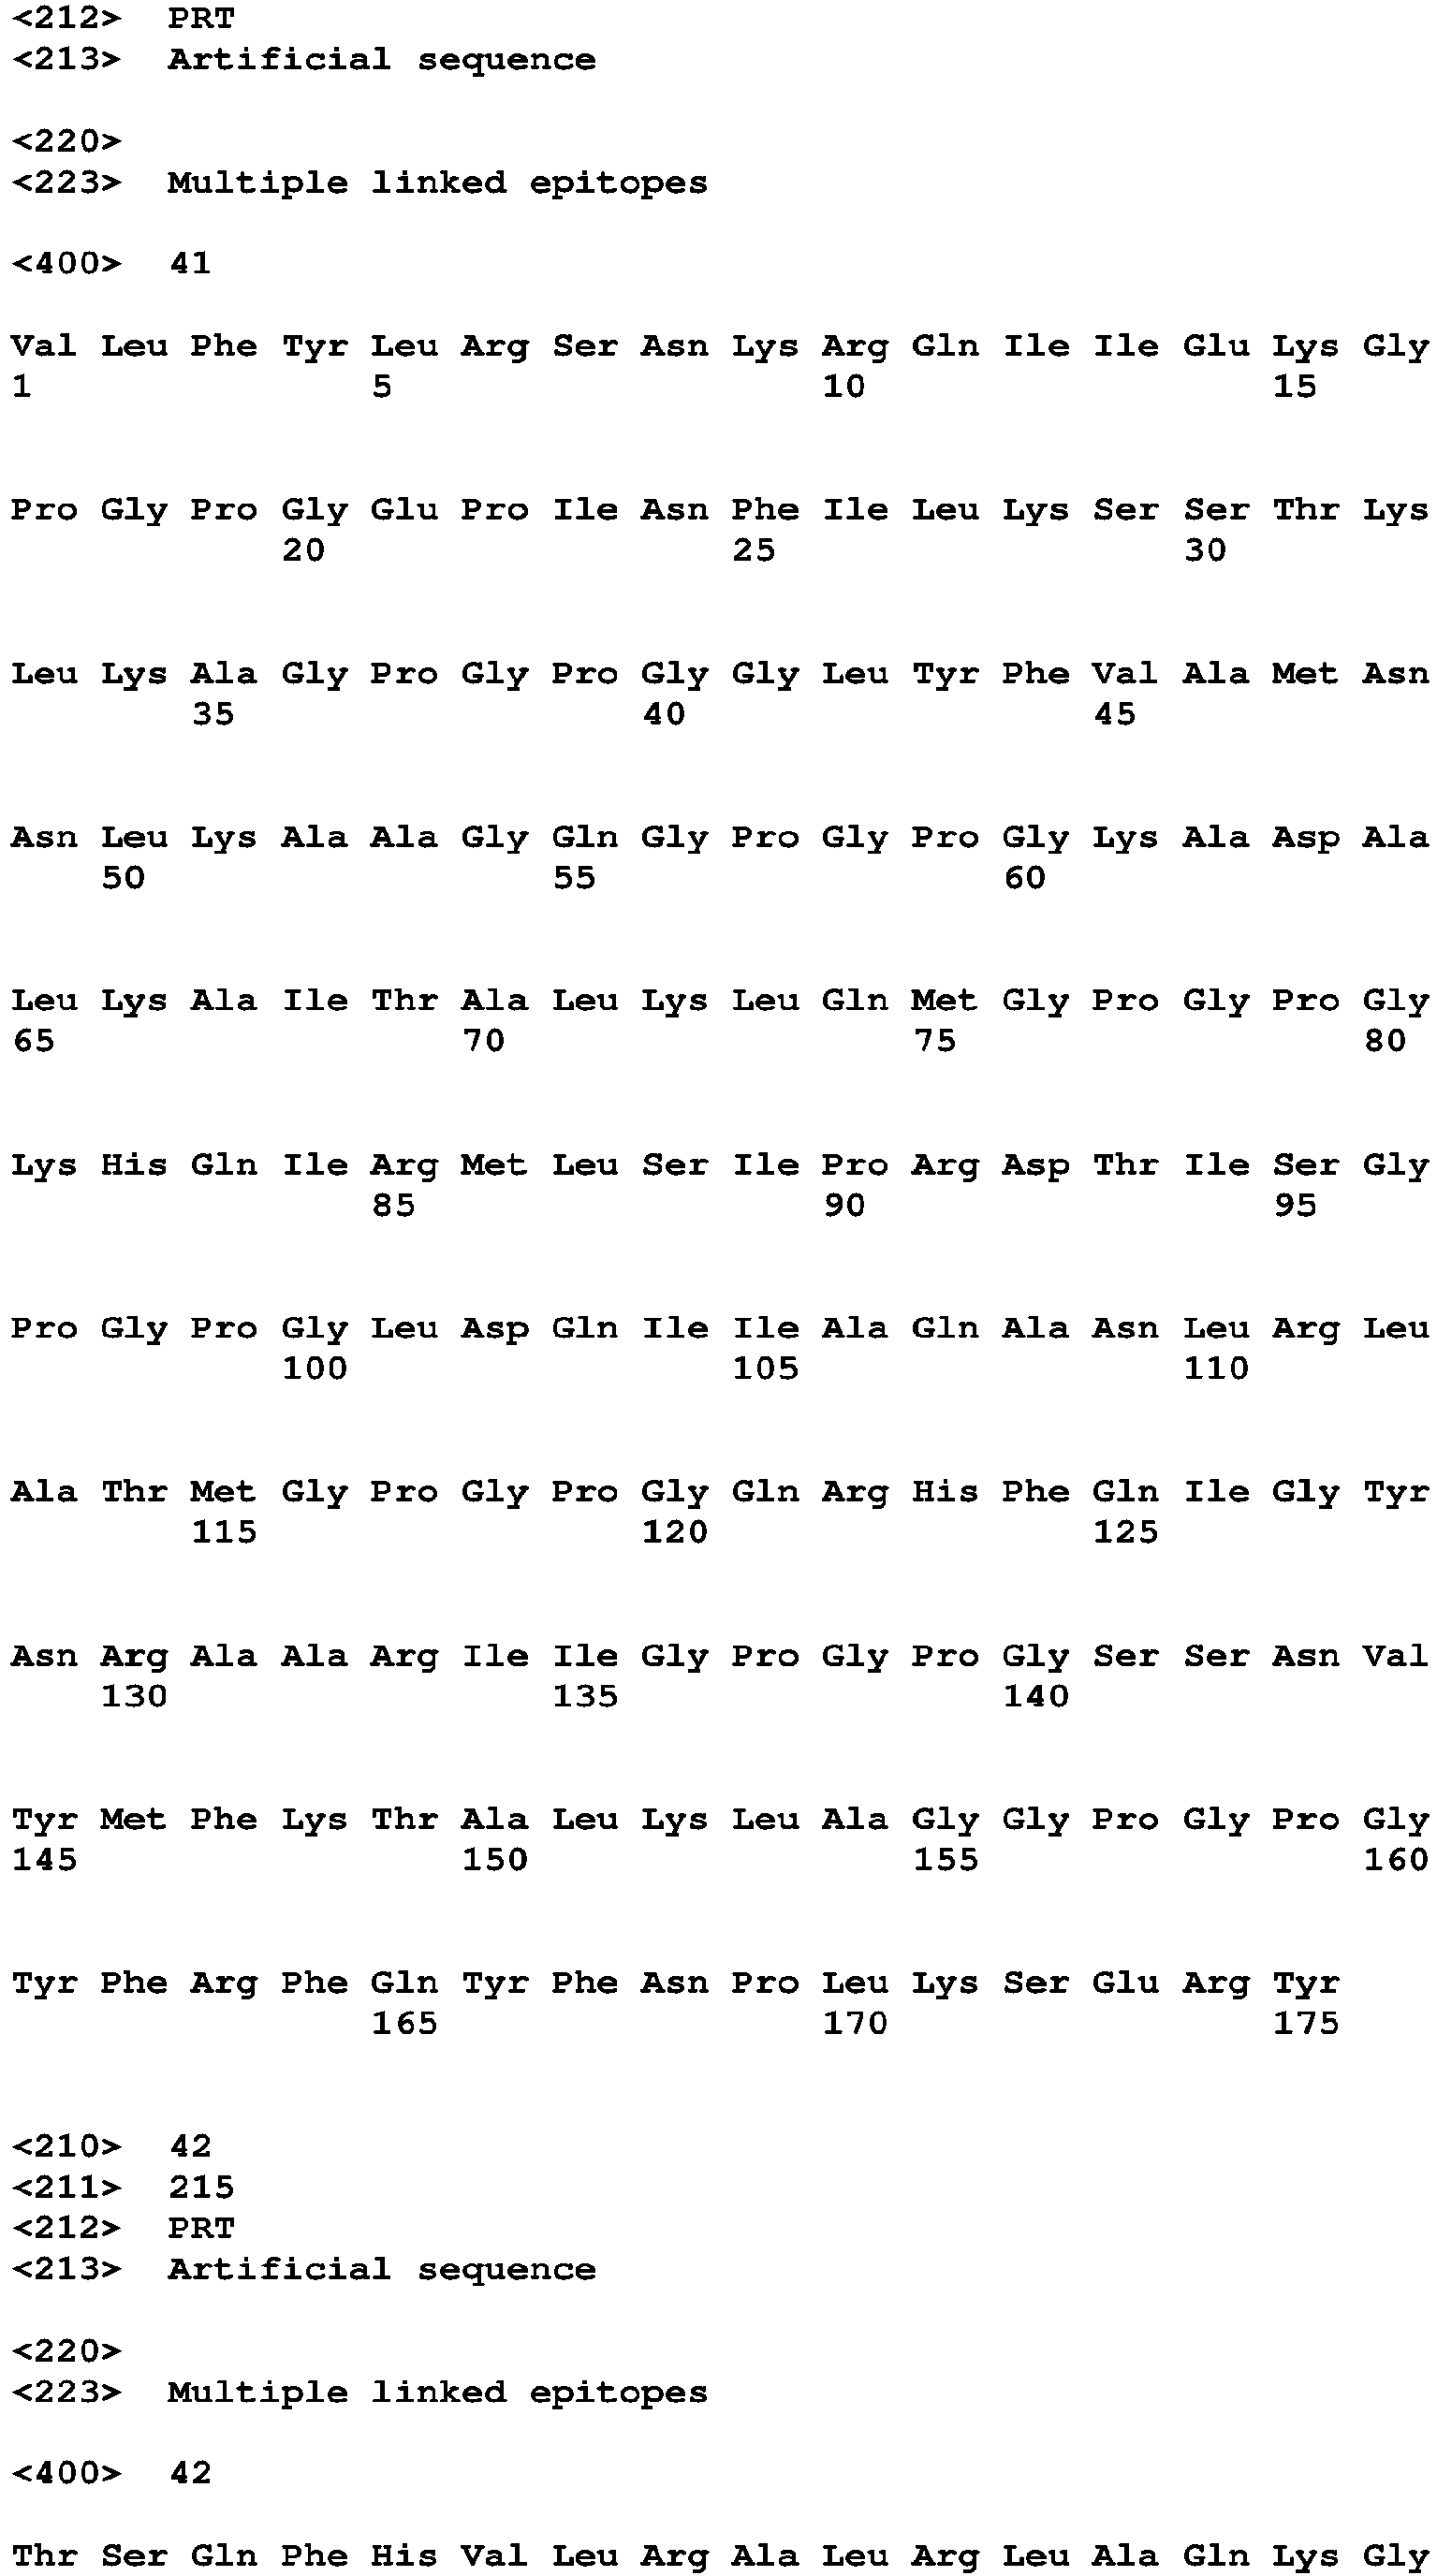 <212> PRT
<213> Artificial sequence
<220>
<223> Multiple linked epitopes
<400> 41
Val Leu Phe Tyr Leu Arg Ser Asn Lys Arg Gln Ile Ile Glu Lys Gly
1 5 10 15
Pro Gly Pro Gly Glu Pro Ile Asn Phe Ile Leu Lys Ser Ser Thr Lys
20 25 30
Leu Lys Ala Gly Pro Gly Pro Gly Gly Leu Tyr Phe Val Ala Met Asn
35 40 45
Asn Leu Lys Ala Ala Gly Gln Gly Pro Gly Pro Gly Lys Ala Asp Ala
50 55 60
Leu Lys Ala Ile Thr Ala Leu Lys Leu Gln Met Gly Pro Gly Pro Gly
65 70 75 80
Lys His Gln Ile Arg Met Leu Ser Ile Pro Arg Asp Thr Ile Ser Gly
85 90 95
Pro Gly Pro Gly Leu Asp Gln Ile Ile Ala Gln Ala Asn Leu Arg Leu
100 105 110
Ala Thr Met Gly Pro Gly Pro Gly Gln Arg His Phe Gln Ile Gly Tyr
115 120 125
Asn Arg Ala Ala Arg Ile Ile Gly Pro Gly Pro Gly Ser Ser Asn Val
130 135 140
Tyr Met Phe Lys Thr Ala Leu Lys Leu Ala Gly Gly Pro Gly Pro Gly
145 150 155 160
Tyr Phe Arg Phe Gln Tyr Phe Asn Pro Leu Lys Ser Glu Arg Tyr
165 170 175
<210> 42
<211> 215
<212> PRT
<213> Artificial sequence
<220>
<223> Multiple linked epitopes
<400> 42
Thr Ser Gln Phe His Val Leu Arg Ala Leu Arg Leu Ala Gln Lys Gly